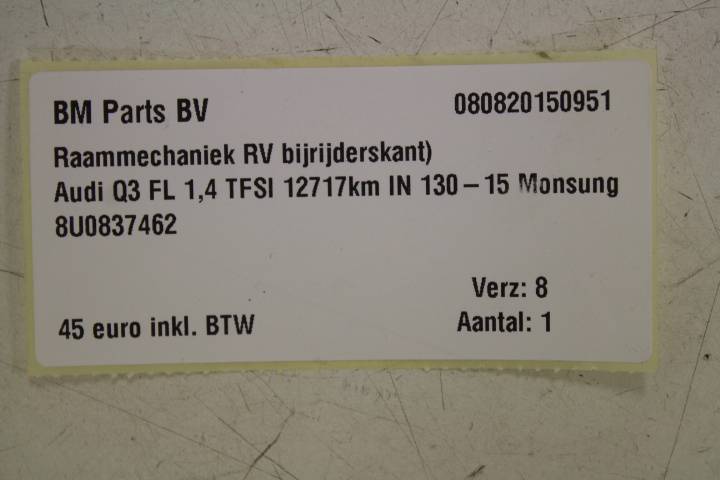 BM Parts BV 080820150951
Raammechaniek RV bijrijderskant)
Audi Q3 FL 1,4 TFSI 12717km IN 130-15 Monsung
8U0837462
Verz: 8
45 euro inkl. BTW Aantal: 1